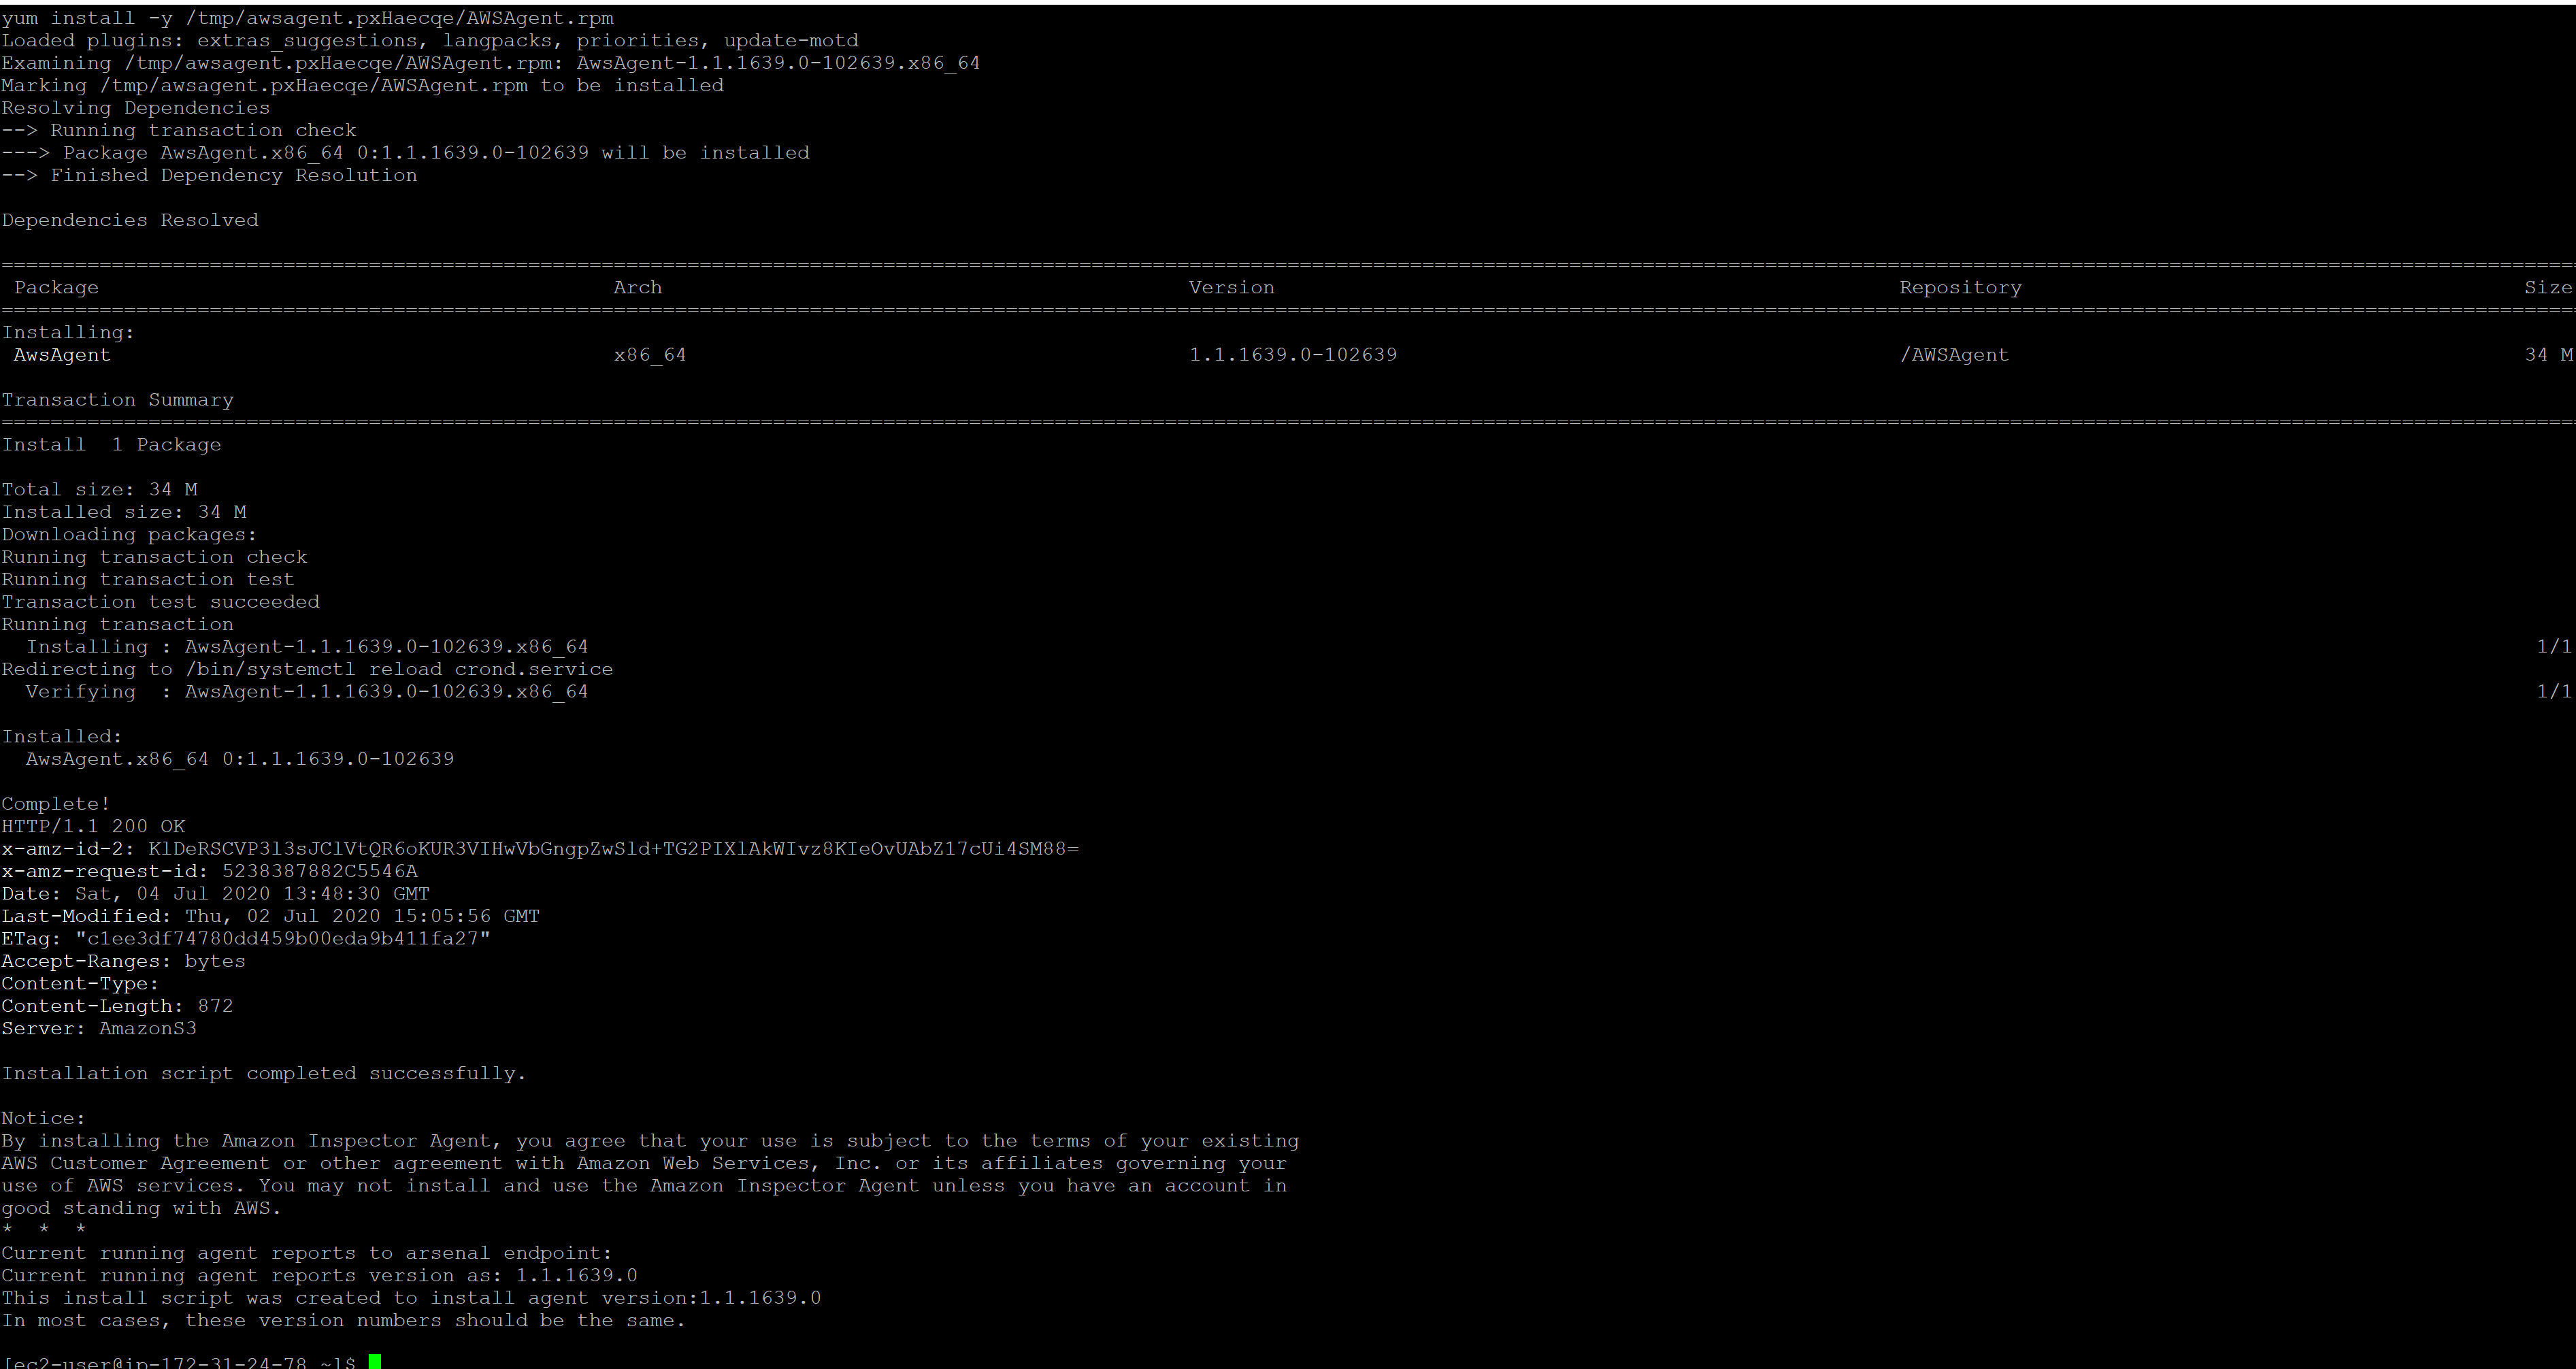 yum install -y /tmp/awsagent.pxHaecqe/AWSAgent.rpm
Loaded plugins: extras_suggestions, langpacks, priorities, update-motd
Examining /tmp/awsagent.pxHaecqe/AWSAgent.rpm: AwsAgent-1.1.1639.0-102639.x86_64
Marking /tmp/awsagent.pxHaecqe/AWSAgent.rpm to be installed
Resolving Dependencies
--> Running transaction check
---> Package AwsAgent.x86_64 0:1.1.1639.0-102639 will be installed
--> Finished Dependency Resolution
Dependencies Resolved
Package Arch Version Repository Size
Installing:
AwsAgent x86_64 1.1.1639.0-102639 /AWSAgent 34 M
Transaction Summary
Install  1 Package
Total size: 34 M
Installed size: 34 M
Downloading packages:
Running transaction check
Running transaction test
Transaction test succeeded
Running transaction
Installing : AwsAgent-1.1.1639.0-102639.x86_64 1/1
Redirecting to /bin/systemctl reload crond.service
Verifying  : AwsAgent-1.1.1639.0-102639.x86_64 1/1
Installed:
AwsAgent.x86_64 0:1.1.1639.0-102639
Complete!
HTTP/1.1 200 OK
x-amz-id-2: KlDeRSCVP3l3sJClVtQR6oKUR3VIHwVbGngpZwSld+TG2PIXlAkWIvz8KIeOvUAbZ17cUi4SM88=
x-amz-request-id: 5238387882C5546A
Date: Sat, 04 Jul 2020 13:48:30 GMT
Last-Modified: Thu, 02 Jul 2020 15:05:56 GMT
ETag: "c1ee3df74780dd459b00eda9b411fa27"
Accept-Ranges: bytes
Content-Type:
Content-Length: 872
Server: AmazonS3
Installation script completed successfully.
Notice:
By installing the Amazon Inspector Agent, you agree that your use is subject to the terms of your existing
AWS Customer Agreement or other agreement with Amazon Web Services, Inc. or its affiliates governing your
use of AWS services. You may not install and use the Amazon Inspector Agent unless you have an account in
good standing with AWS.
*  *  *
Current running agent reports to arsenal endpoint:
Current running agent reports version as: 1.1.1639.0
This install script was created to install agent version:1.1.1639.0
In most cases, these version numbers should be the same.
[ec2-user@ip-172-31-24-78 ~]$